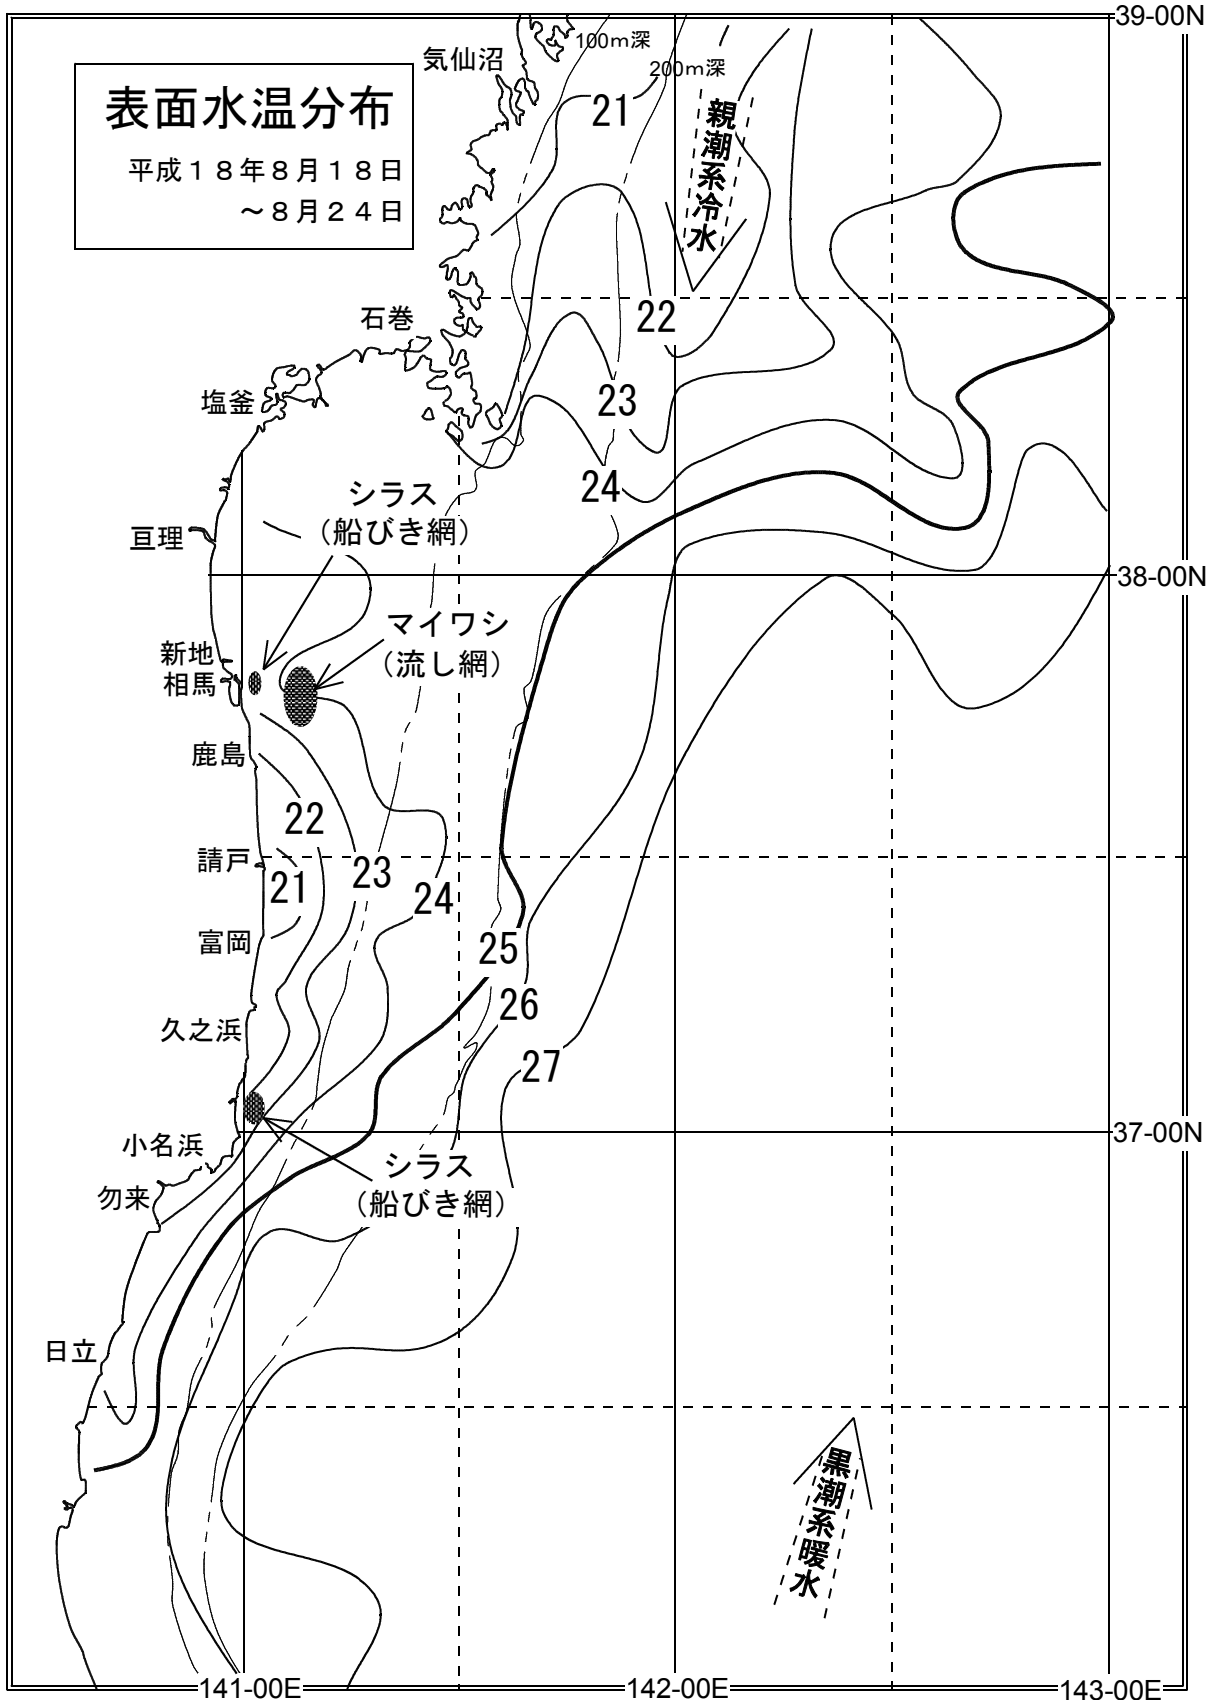 39-00N
気仙沼
100m深
200m深
表面水温分布
平成18年8月18日
~8月24日
21
親潮系冷水
石巻
22
塩釜
23
24
シラス
(船びき網)
亘理
38-00N
マイワシ
(流し網)
新地
相馬
鹿島
22
請戸
21
23
24
富岡
25
26
久之浜
27
37-00N
小名浜
シラス
(船びき網)
勿来
日立
黒潮系暖水
141-00E
142-00E
143-00E